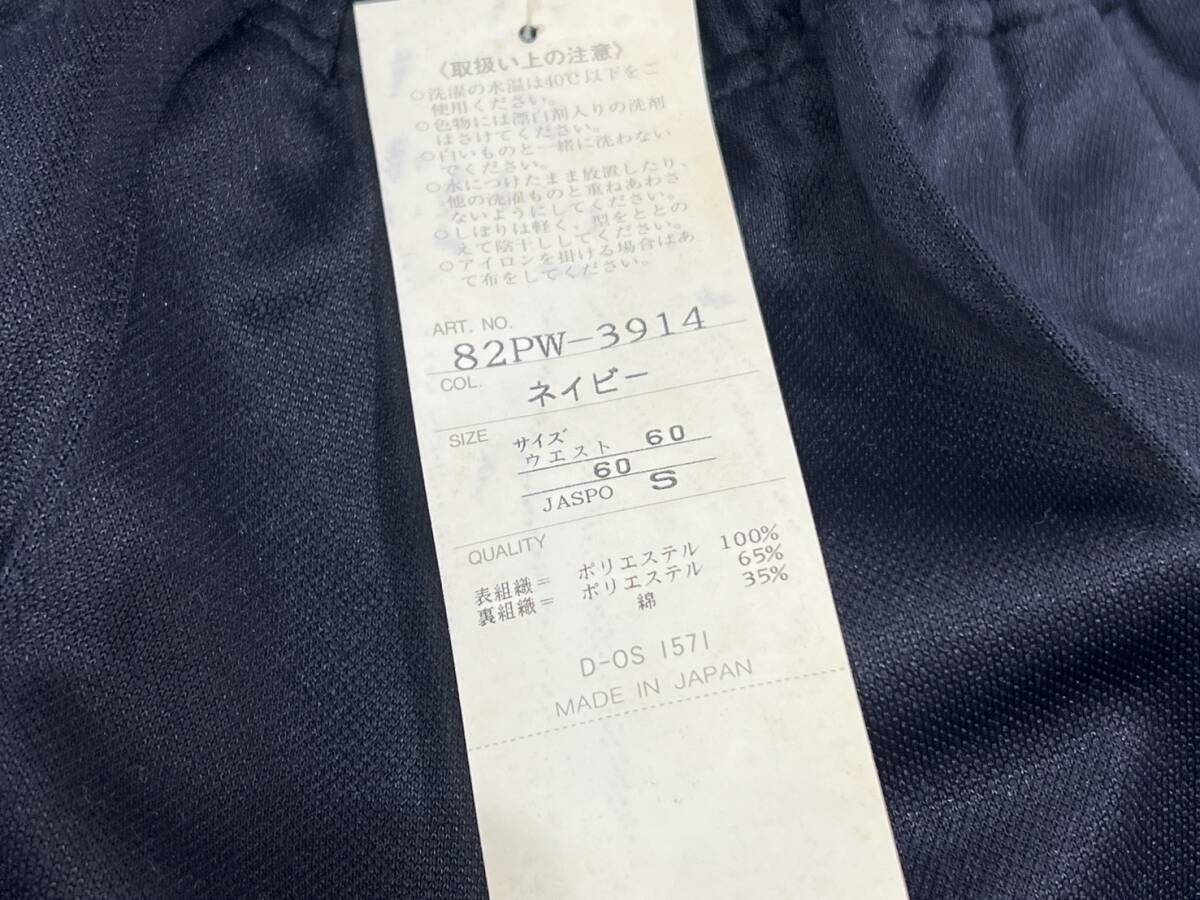 《取扱い上の注意》
○洗濯の水温は40℃以下をご
使用ください。
○色物には漂白剤入りの洗剤
はさけてください。
○白いものと一緒に洗わない
でください。
○水につけたまま放置したり、
他の洗濯ものと重ねあわさ
ないようにしてください。
○しぼりは軽く、型をととの
えて陰干ししてください。
○アイロンを掛ける場合はあ
て布をしてください。
ART. NO.
82PW-3914
COL.
ネイビー
SIZE
サイズ
ウエスト 60
60
JASPO S
QUALITY
表組織= ポリエステル 100%
裏組織= ポリエステル 65%
綿 35%
D-OS 1571
MADE IN JAPAN